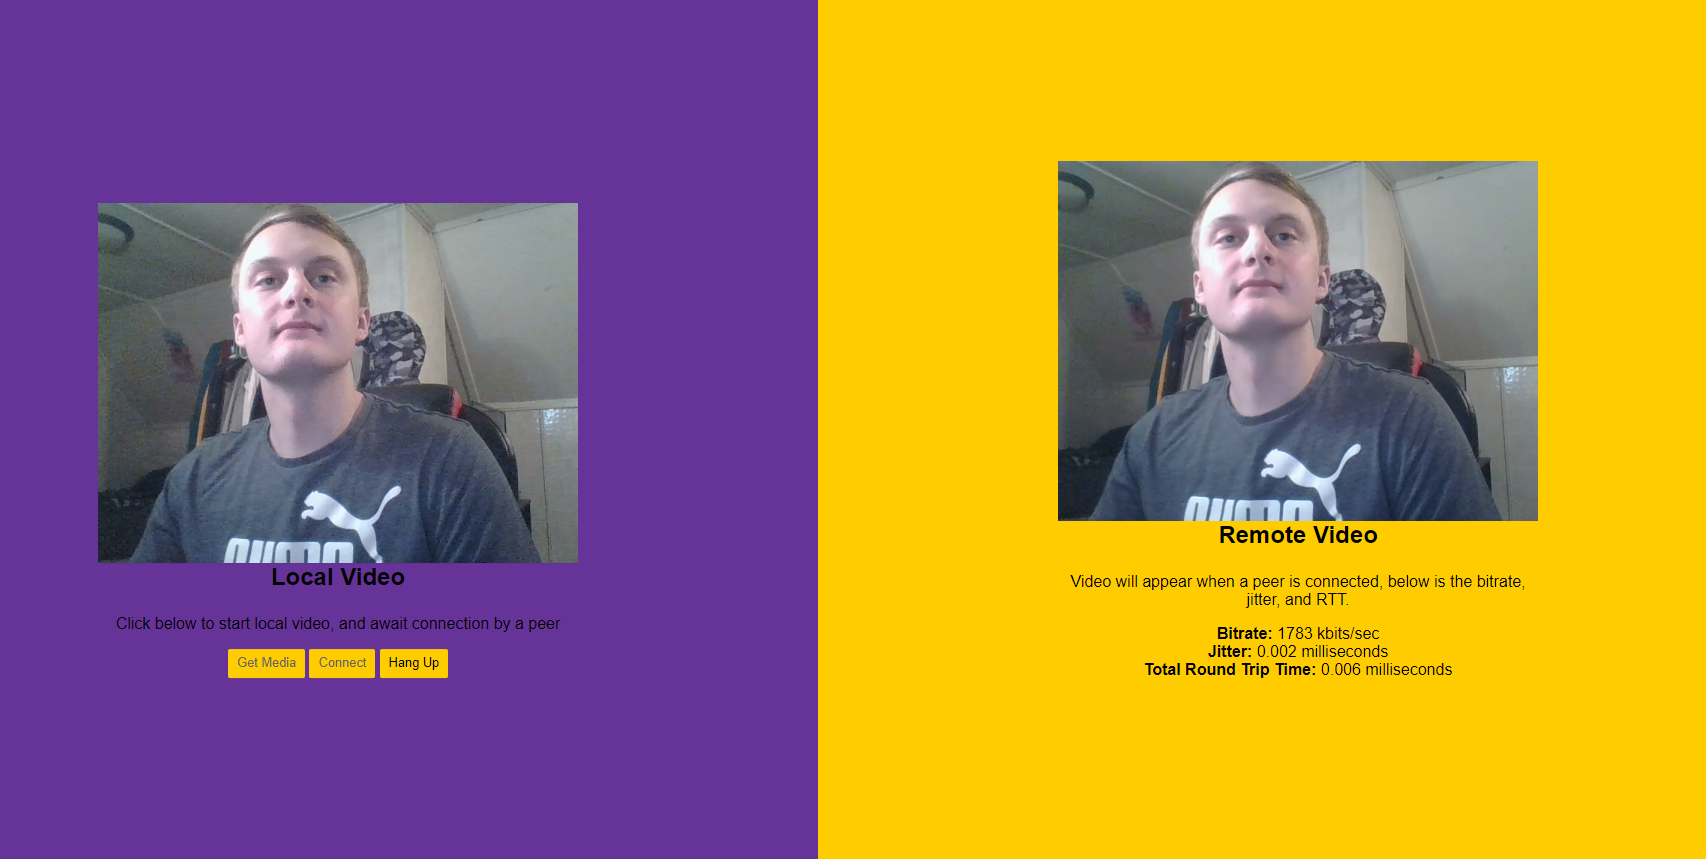 PUMA
Local Video
Click below to start local video, and await connection by a peer
Get Media
Connect
Hang Up
PUMA
Remote Video
Video will appear when a peer is connected, below is the bitrate,
jitter, and RTT.
Bitrate: 1783 kbits/sec
Jitter: 0.002 milliseconds
Total Round Trip Time: 0.006 milliseconds